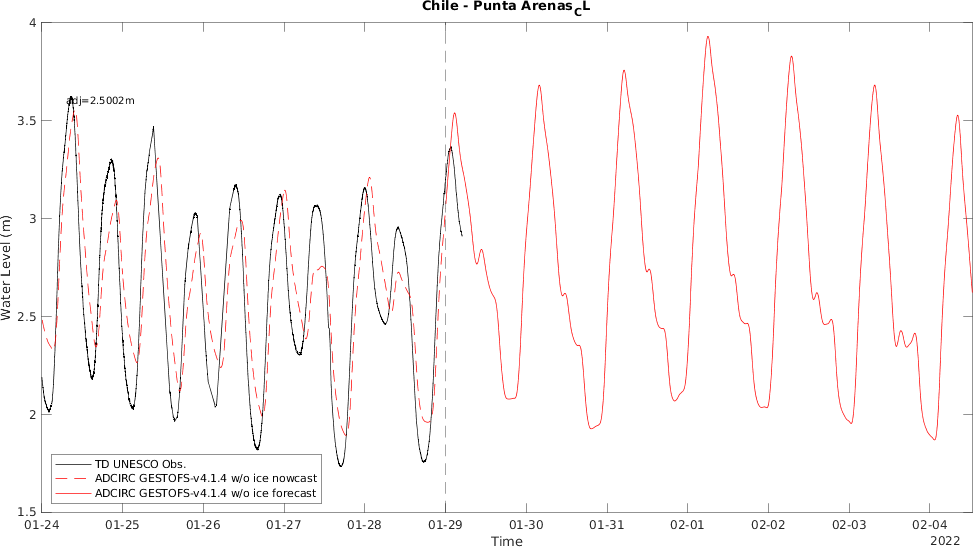 Chile - Punta Arenas_CL
4
3.5
3
2.5
2
1.5
Water Level (m)
adj=2.5002m
TD UNESCO Obs.
ADCIRC GESTOFS-v4.1.4 w/o ice nowcast
ADCIRC GESTOFS-v4.1.4 w/o ice forecast
01-24 01-25 01-26 01-27 01-28 01-29 01-30 01-31 02-01 02-02 02-03 02-04
Time
2022